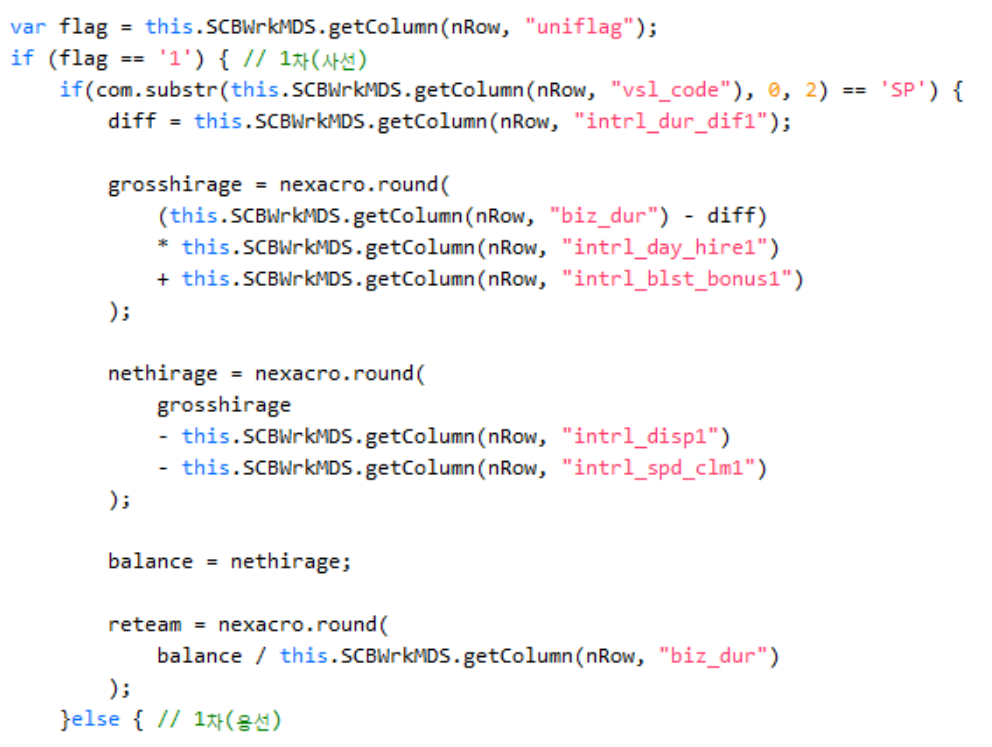 var flag = this.SCBWrkMDS.getColumn(nRow, "uniflag");
if (flag == '1') { // 1차(사선)
    if(com.substr(this.SCBWrkMDS.getColumn(nRow, "vsl_code"), 0, 2) == 'SP') {
        diff = this.SCBWrkMDS.getColumn(nRow, "intrl_dur_dif1");

        grosshirage = nexacro.round(
            (this.SCBWrkMDS.getColumn(nRow, "biz_dur") - diff)
            * this.SCBWrkMDS.getColumn(nRow, "intrl_day_hire1")
            + this.SCBWrkMDS.getColumn(nRow, "intrl_blst_bonus1")
        );

        nethirage = nexacro.round(
            grosshirage
            - this.SCBWrkMDS.getColumn(nRow, "intrl_disp1")
            - this.SCBWrkMDS.getColumn(nRow, "intrl_spd_clm1")
        );

        balance = nethirage;

        reteam = nexacro.round(
            balance / this.SCBWrkMDS.getColumn(nRow, "biz_dur")
        );
    }else { // 1차(용선)